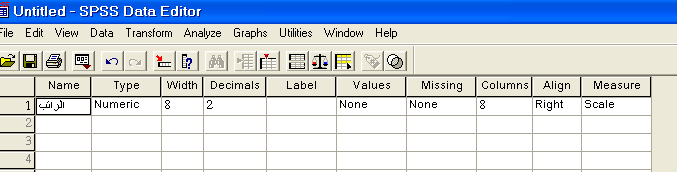 Untitled - SPSS Data Editor
File Edit View Data Transform Analyze Graphs Utilities Window Help
Name Type Width Decimals Label Values Missing Columns Align Measure
1 الراتب Numeric 8 2 None None 8 Right Scale
2
3
4